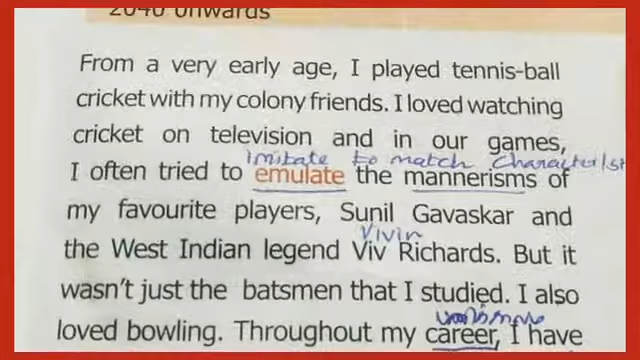 2040 onwards
From a very early age, I played tennis-ball
cricket with my colony friends. I loved watching
cricket on television and in our games,
imitate to match characterist
I often tried to emulate the mannerisms of
my favourite players, Sunil Gavaskar and
Vivin
the West Indian legend Viv Richards. But it
wasn't just the batsmen that I studied. I also
loved bowling. Throughout my career, I have